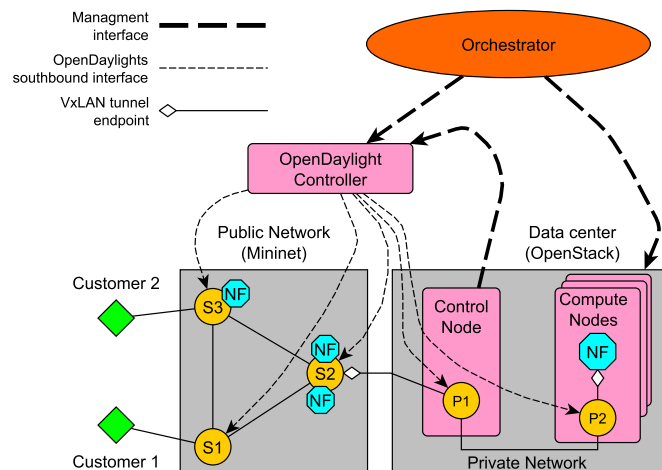 Managment
interface
OpenDaylights
southbound interface
VxLAN tunnel
endpoint
Orchestrator
OpenDaylight
Controller
Public Network
(Mininet)
Data center
(OpenStack)
Customer 2
S3
NF
NF
S2
NF
S1
Customer 1
Control
Node
P1
Compute
Nodes
NF
P2
Private Network